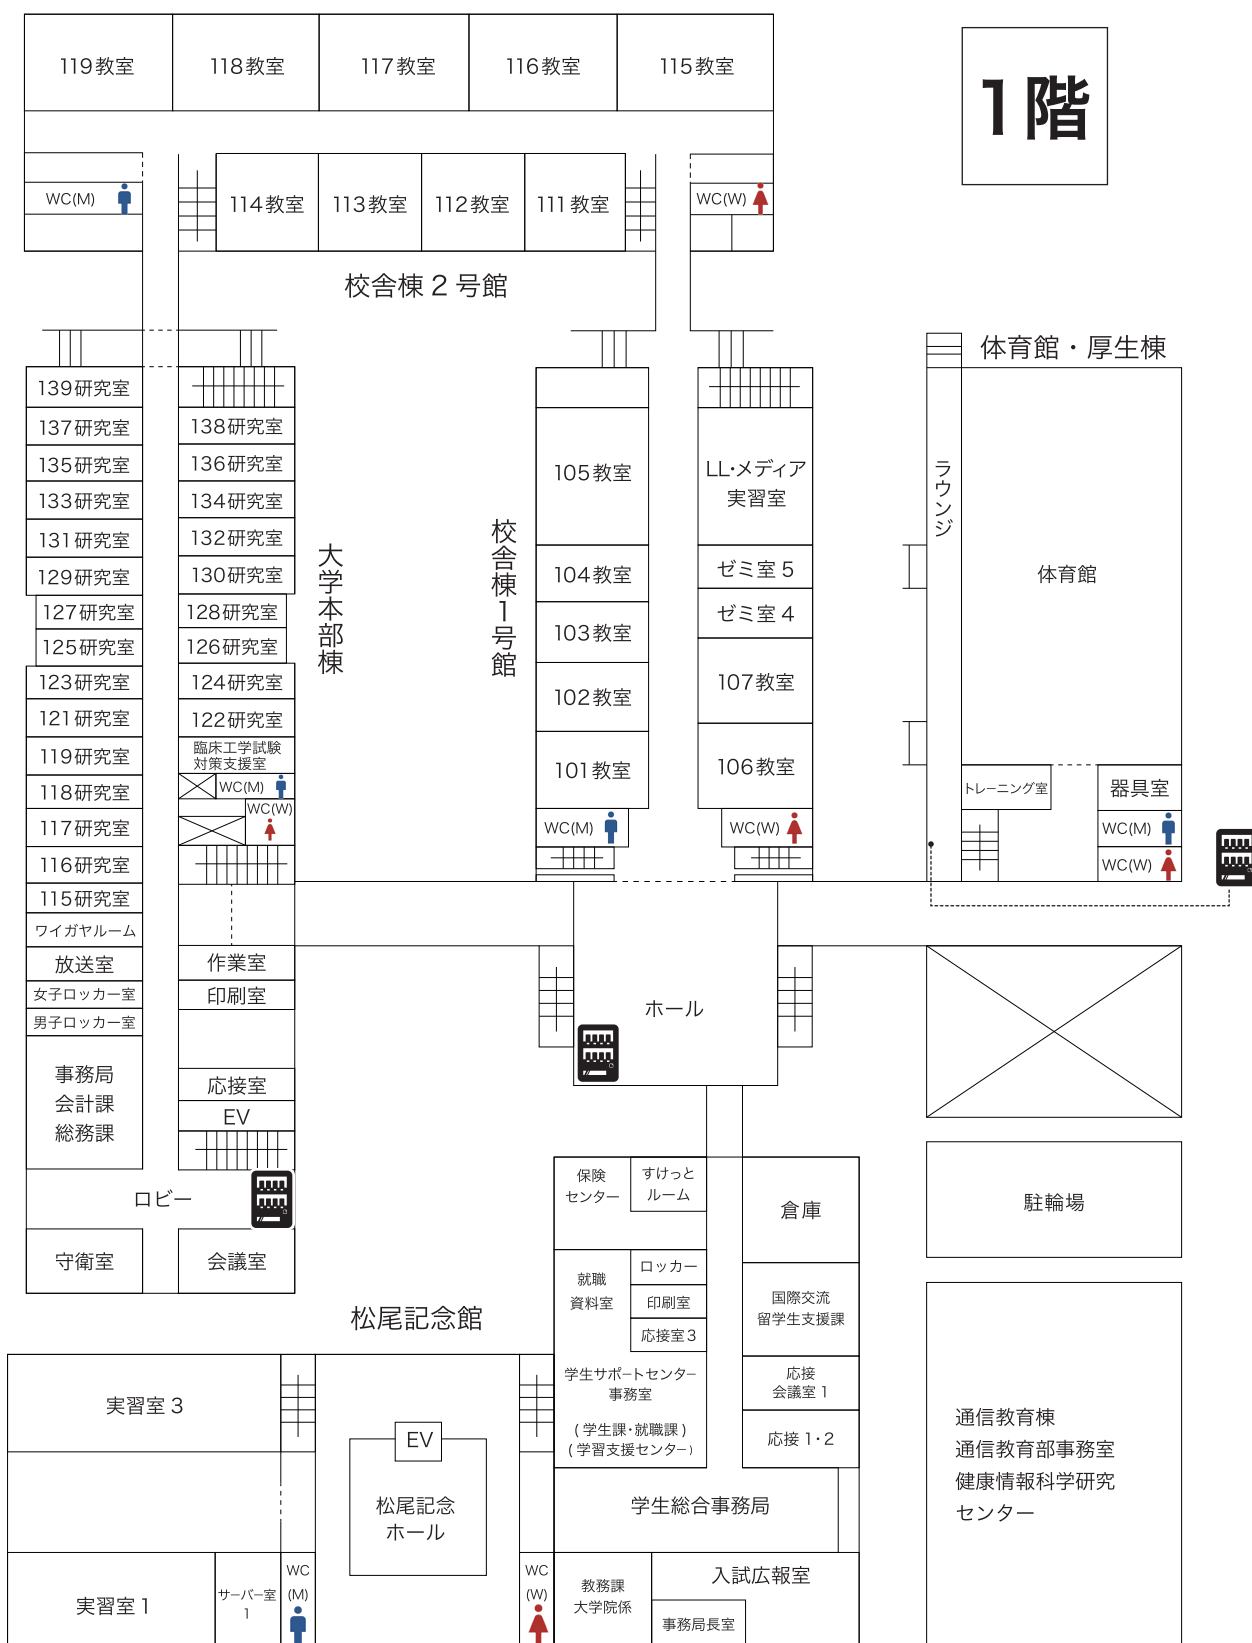 1階
119教室
118教室
117教室
116教室
115教室
WC(M)
114教室
113教室
112教室
111教室
WC(W)
校舎棟2号館
体育館・厚生棟
139研究室
137研究室
135研究室
133研究室
131研究室
129研究室
127研究室
125研究室
123研究室
121研究室
119研究室
118研究室
117研究室
116研究室
115研究室
ワイガヤルーム
放送室
女子ロッカー室
男子ロッカー室
事務局
会計課
総務課
138研究室
136研究室
134研究室
132研究室
130研究室
128研究室
126研究室
124研究室
122研究室
臨床工学試験
対策支援室
WC(M)
WC(W)
作業室
印刷室
応接室
EV
ロビー
守衛室
会議室
大学本部棟
校舎棟1号館
105教室
104教室
103教室
102教室
101教室
WC(M)
LL・メディア
実習室
ゼミ室5
ゼミ室4
107教室
106教室
WC(W)
ラウンジ
体育館
トレーニング室
器具室
WC(M)
WC(W)
ホール
保険
センター
すけっと
ルーム
倉庫
就職
資料室
ロッカー
印刷室
応接室3
国際交流
留学生支援課
学生サポートセンター
事務室
(学生課・就職課)
(学習支援センター)
応接
会議室1
応接1・2
学生総合事務局
教務課
大学院係
入試広報室
事務局長室
駐輪場
通信教育棟
通信教育部事務室
健康情報科学研究
センター
松尾記念館
実習室3
EV
松尾記念
ホール
実習室1
サーバー室
1
WC
(M)
WC
(W)